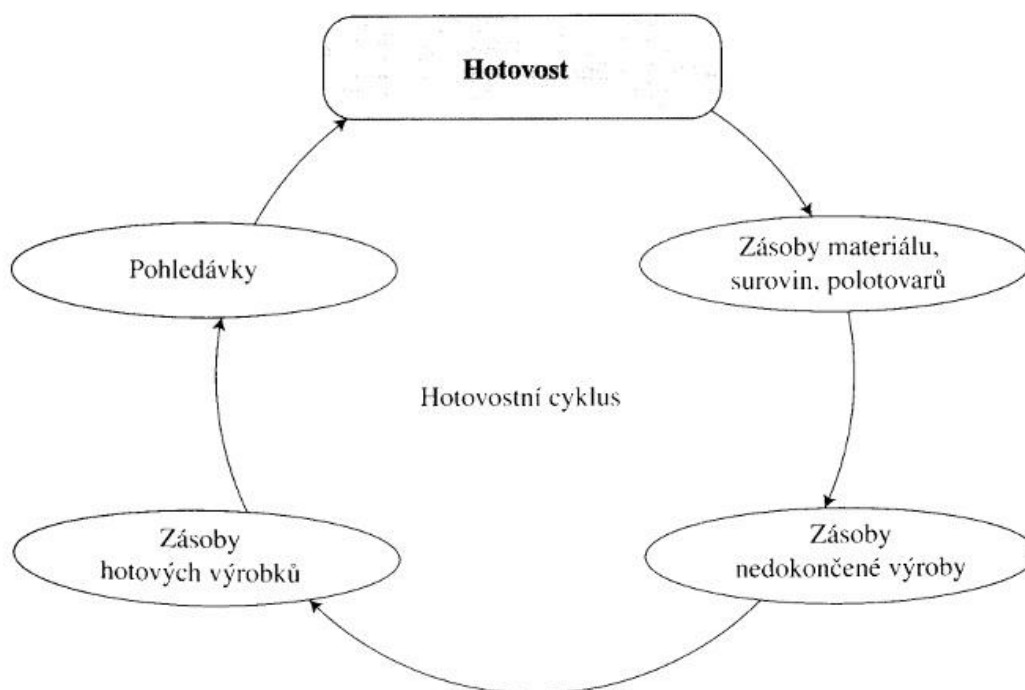 Hotovost
Pohledávky
Zásoby materiálu,
surovin, polotovarů
Hotovostní cyklus
Zásoby
hotových výrobků
Zásoby
nedokončené výroby